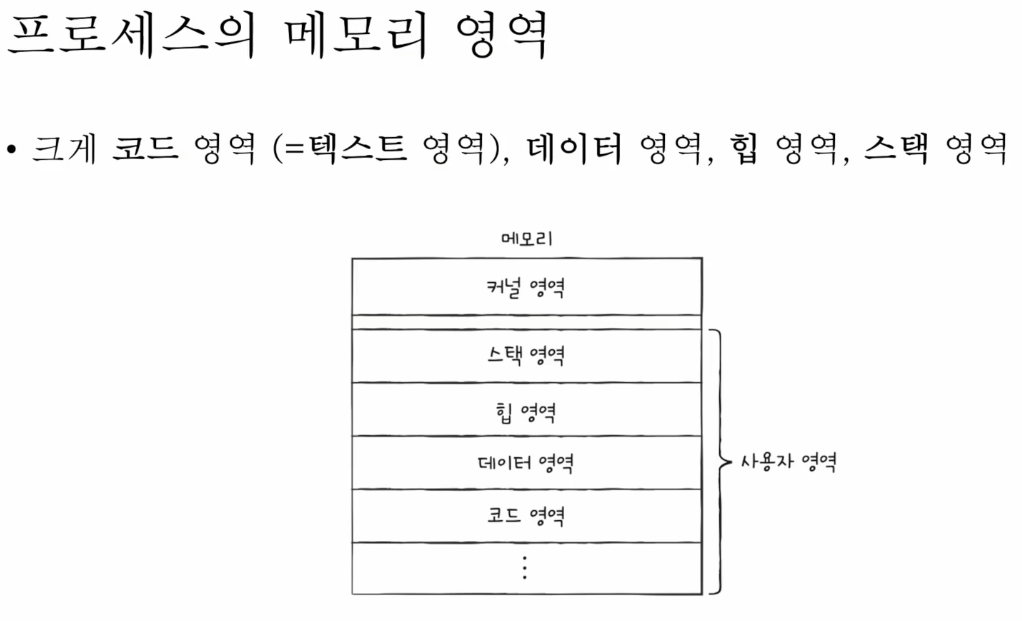 프로세스의 메모리 영역
• 크게 코드 영역 (=텍스트 영역), 데이터 영역, 힙 영역, 스택 영역
메모리
커널 영역
스택 영역
힙 영역
데이터 영역
사용자 영역
코드 영역
⋮